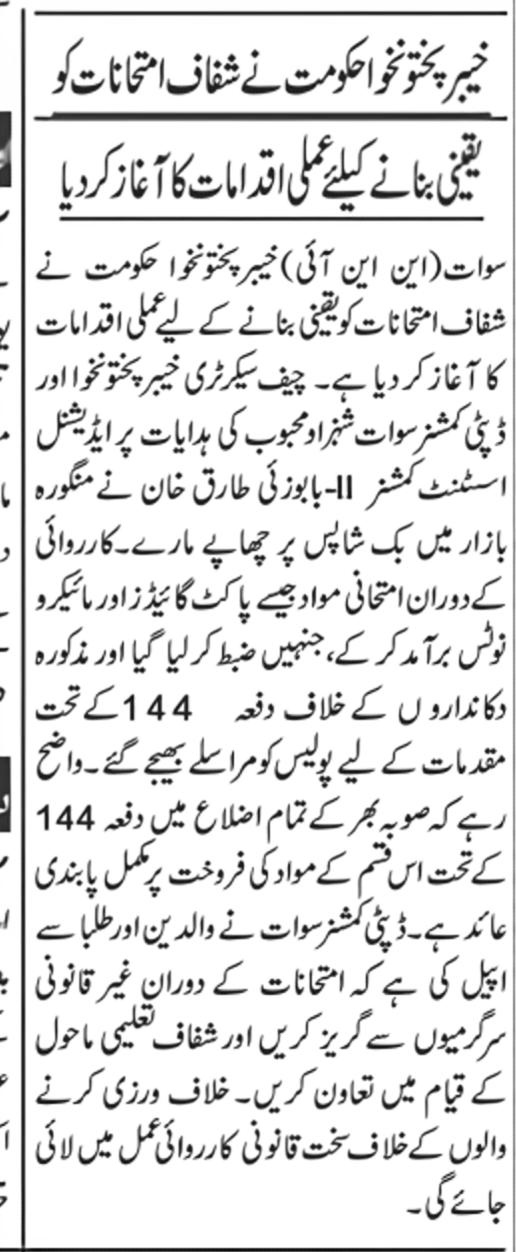 خیبر پختونخوا حکومت نے شفاف امتحانات کو
یقینی بنانے کیلئے عملی اقدامات کا آغاز کر دیا
سوات (این این آئی) خیبر پختونخوا حکومت نے
شفاف امتحانات کو یقینی بنانے کے لیے عملی اقدامات
کا آغاز کر دیا ہے۔ چیف سیکرٹری خیبر پختونخوا اور
ڈپٹی کمشنر سوات شہزاد محبوب کی ہدایات پر ایڈیشنل
اسسٹنٹ کمشنر II-بابوزئی طارق خان نے منگورہ
بازار میں بک شاپس پر چھاپے مارے۔ کارروائی
کے دوران امتحانی مواد جیسے پاکٹ گائیڈز اور مائیکرو
نوٹس برآمد کر کے، جنہیں ضبط کر لیا گیا اور مذکورہ
دکانداروں کے خلاف دفعہ 144 کے تحت
مقدمات کے لیے پولیس کو مراسلے بھیجے گئے۔ واضح
رہے کہ صوبہ بھر کے تمام اضلاع میں دفعہ 144
کے تحت اس قسم کے مواد کی فروخت پر مکمل پابندی
عائد ہے۔ ڈپٹی کمشنر سوات نے والدین اور طلبا سے
اپیل کی ہے کہ امتحانات کے دوران غیر قانونی
سرگرمیوں سے گریز کریں اور شفاف تعلیمی ماحول
کے قیام میں تعاون کریں۔ خلاف ورزی کرنے
والوں کے خلاف سخت قانونی کارروائی عمل میں لائی
جائے گی۔